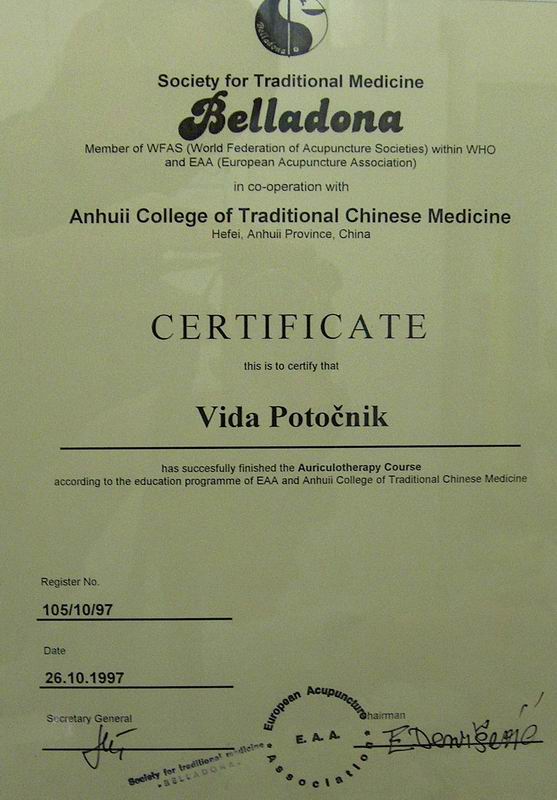 Belladona
Society for Traditional Medicine
Belladona
Member of WFAS (World Federation of Acupuncture Societies) within WHO
and EAA (European Acupuncture Association)
in co-operation with
Anhuii College of Traditional Chinese Medicine
Hefei, Anhuii Province, China
CERTIFICATE
this is to certify that
Vida Potočnik
has succesfully finished the Auriculotherapy Course
according to the education programme of EAA and Anhuii College of Traditional Chinese Medicine
Register No.
105/10/97
Date
26.10.1997
Secretary General
Chairman
Society for traditional medicine
BELLADONA
European Acupuncture
E. A. A.
Association